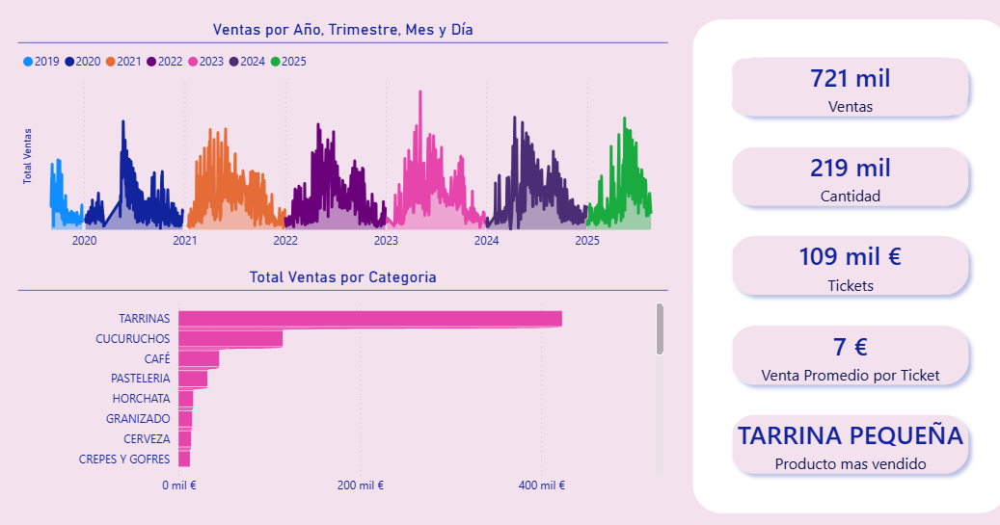 Ventas por Año, Trimestre, Mes y Día
2019 2020 2021 2022 2023 2024 2025
Total Ventas
2020 2021 2022 2023 2024 2025
Total Ventas por Categoria
TARRINAS
CUCURUCHOS
CAFÉ
PASTELERIA
HORCHATA
GRANIZADO
CERVEZA
CREPES Y GOFRES
0 mil € 200 mil € 400 mil €
721 mil
Ventas
219 mil
Cantidad
109 mil €
Tickets
7 €
Venta Promedio por Ticket
TARRINA PEQUEÑA
Producto mas vendido